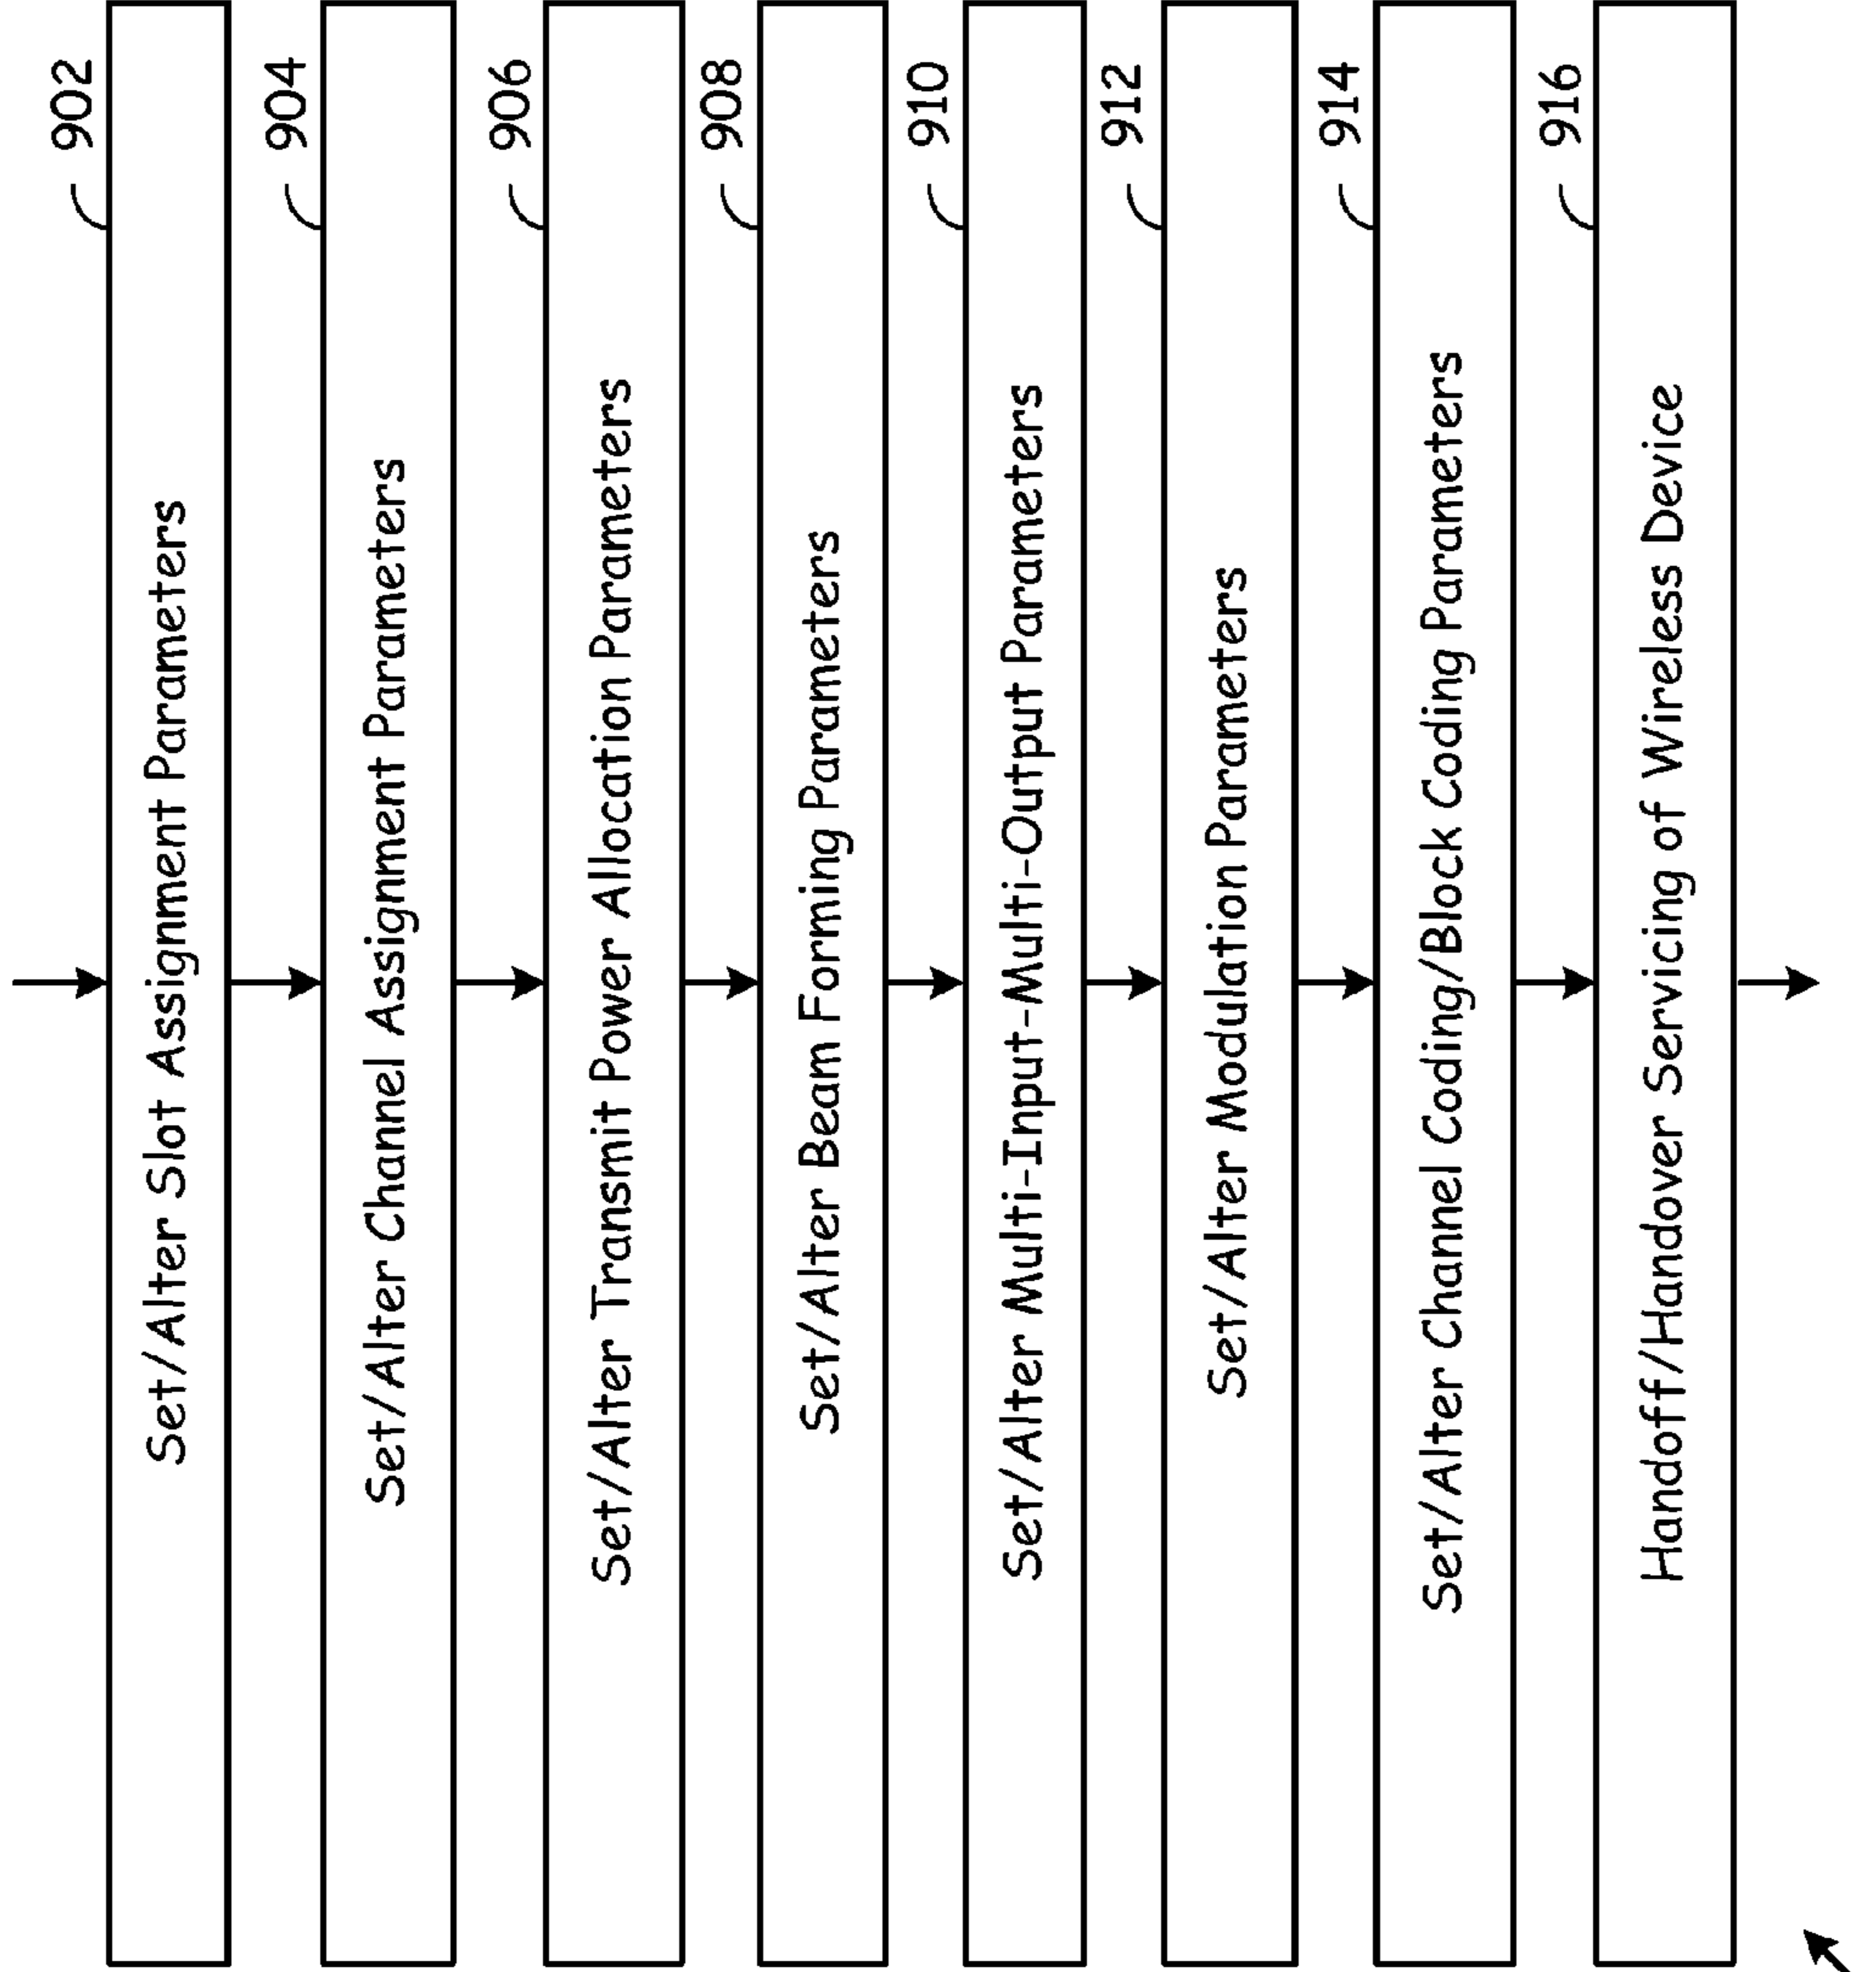 902
Set/Alter Slot Assignment Parameters
904
Set/Alter Channel Assignment Parameters
906
Set/Alter Transmit Power Allocation Parameters
908
Set/Alter Beam Forming Parameters
910
Set/Alter Multi-Input-Multi-Output Parameters
912
Set/Alter Modulation Parameters
914
Set/Alter Channel Coding/Block Coding Parameters
916
Handoff/Handover Servicing of Wireless Device